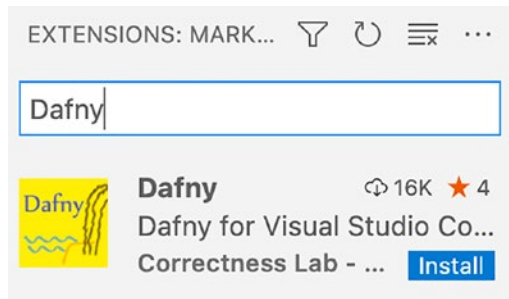 EXTENSIONS: MARK...
Dafny
Dafny
Dafny 16K 4
Dafny for Visual Studio Co...
Correctness Lab - ... Install